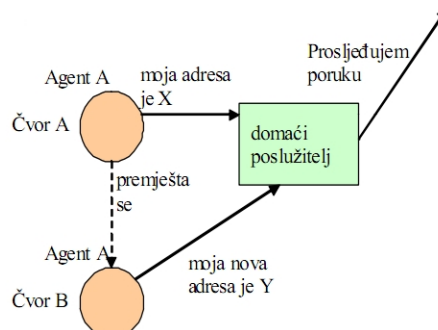 Agent A
moja adresa
je X
Prosljeđujem
poruku
Čvor A
domaći
poslužitelj
premješta
se
Agent A
moja nova
adresa je Y
Čvor B